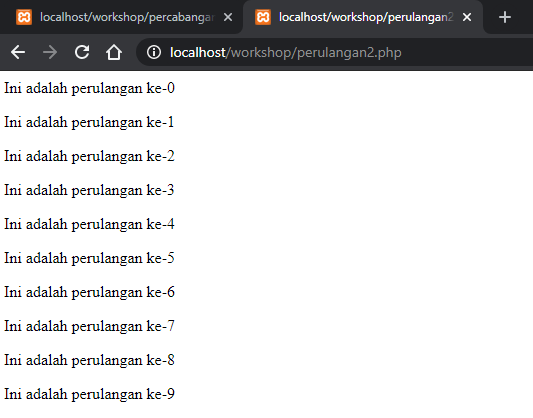 localhost/workshop/percabangan
localhost/workshop/perulangan2
localhost/workshop/perulangan2.php
Ini adalah perulangan ke-0
Ini adalah perulangan ke-1
Ini adalah perulangan ke-2
Ini adalah perulangan ke-3
Ini adalah perulangan ke-4
Ini adalah perulangan ke-5
Ini adalah perulangan ke-6
Ini adalah perulangan ke-7
Ini adalah perulangan ke-8
Ini adalah perulangan ke-9